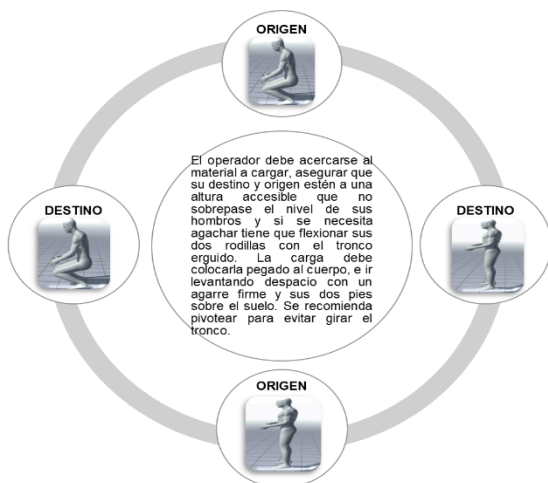 ORIGEN
El operador debe acercarse al
material a cargar, asegurar que
su destino y origen estén a una
altura accesible que no
sobrepase el nivel de sus
hombros y si se necesita
agachar tiene que flexionar sus
dos rodillas con el tronco
erguido. La carga debe
colocarla pegado al cuerpo, e ir
levantando despacio con un
agarre firme y sus dos pies
sobre el suelo. Se recomienda
pivotear para evitar girar el
tronco.
DESTINO
DESTINO
ORIGEN